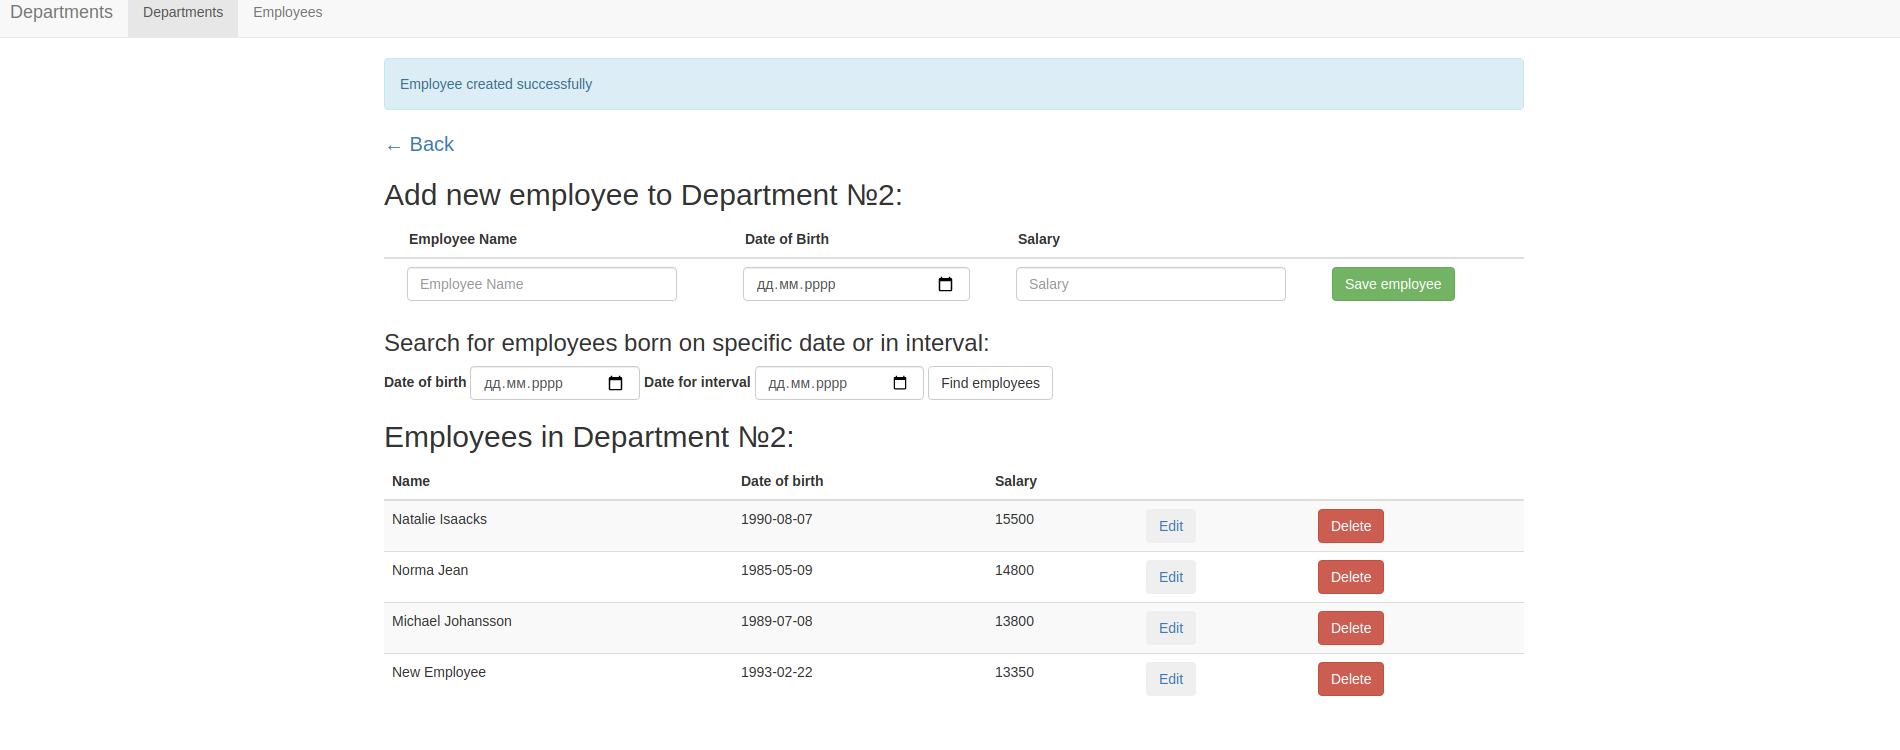 Departments Departments Employees
Employee created successfully
← Back
Add new employee to Department №2:
Employee Name Date of Birth Salary
Employee Name дд.мм.рррр Salary Save employee
Search for employees born on specific date or in interval:
Date of birth дд.мм.рррр Date for interval дд.мм.рррр Find employees
Employees in Department №2:
Name Date of birth Salary
Natalie Isaacks 1990-08-07 15500 Edit Delete
Norma Jean 1985-05-09 14800 Edit Delete
Michael Johansson 1989-07-08 13800 Edit Delete
New Employee 1993-02-22 13350 Edit Delete